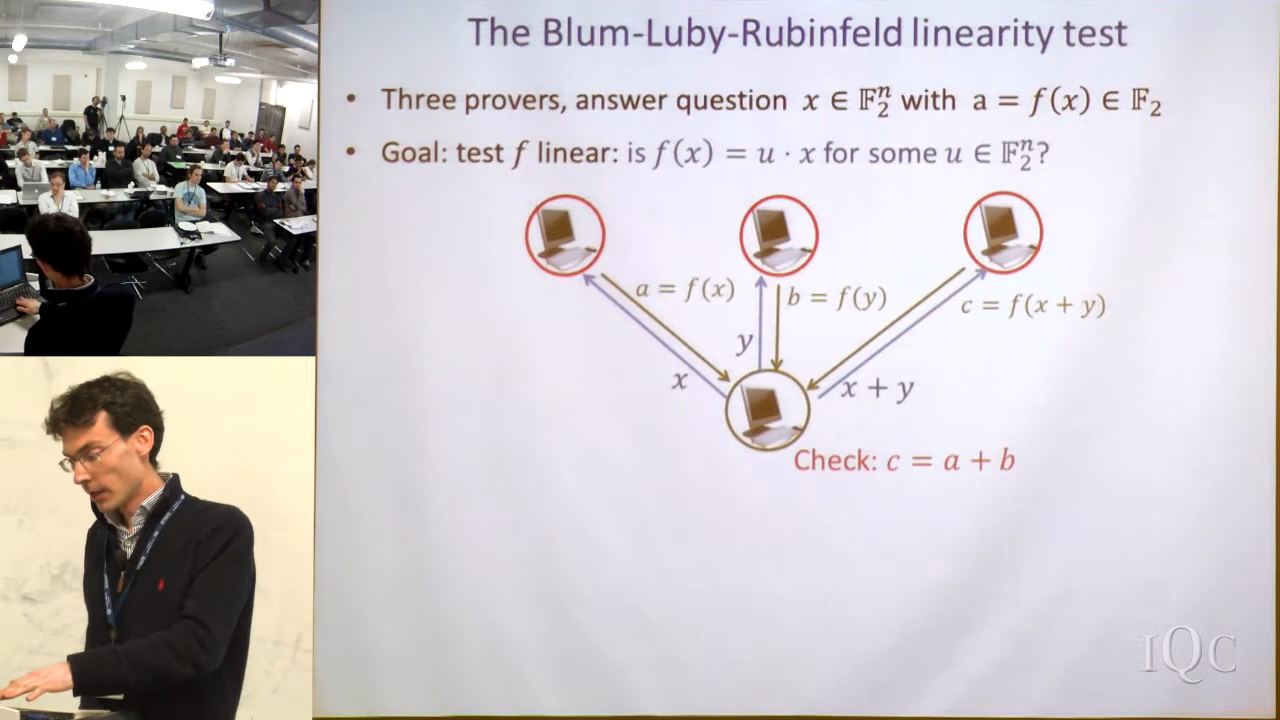 The Blum-Luby-Rubinfeld linearity test
• Three provers, answer question x ∈ 𝔽₂ⁿ with a = f(x) ∈ 𝔽₂
• Goal: test f linear: is f(x) = u · x for some u ∈ 𝔽₂ⁿ?
a = f(x)
b = f(y)
c = f(x + y)
y
x
x + y
Check: c = a + b
IQC